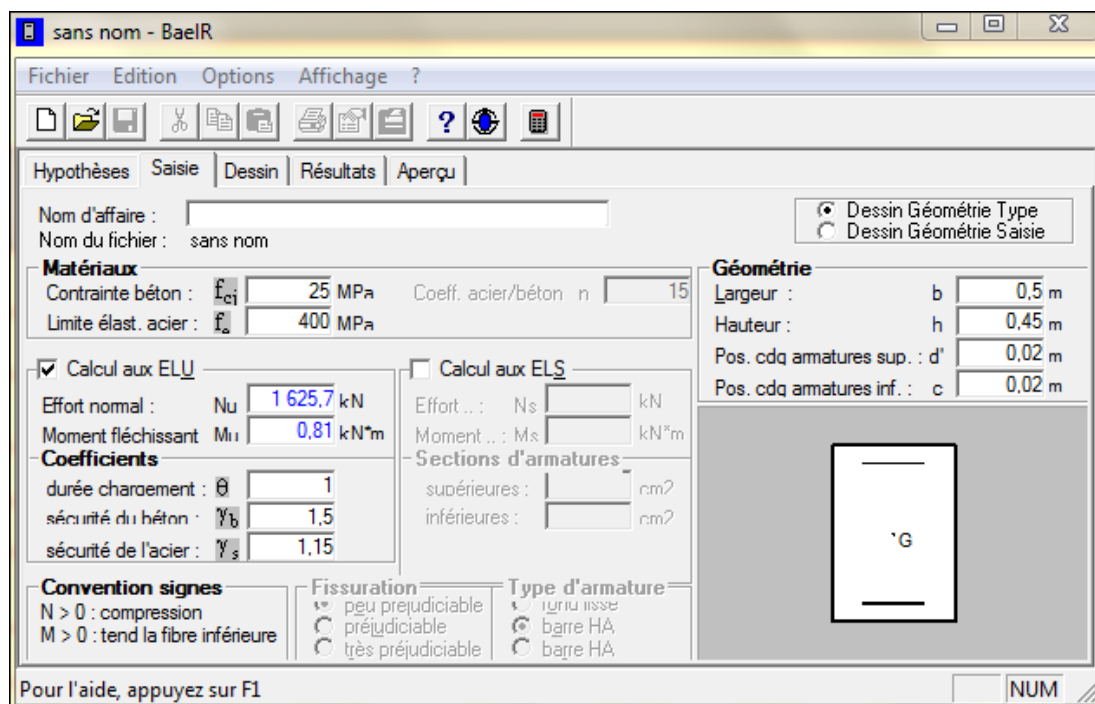 sans nom - BaelR
Fichier Edition Options Affichage ?
Hypothèses Saisie Dessin Résultats Aperçu
Nom d'affaire :
Nom du fichier : sans nom
Dessin Géométrie Type
Dessin Géométrie Saisie
Matériaux
Contrainte béton : fcj 25 MPa Coeff. acier/béton n 15
Limite élast. acier : fe 400 MPa
Géométrie
Largeur : b 0,5 m
Hauteur : h 0,45 m
Pos. cdg armatures sup. : d' 0,02 m
Pos. cdg armatures inf. : c 0,02 m
Calcul aux ELU
Effort normal : Nu 1 625,7 kN
Moment fléchissant Mu 0,81 kN*m
Calcul aux ELS
Effort .. : Ns kN
Moment .. : Ms kN*m
Coefficients
durée chargement : θ 1
sécurité du béton : γb 1,5
sécurité de l'acier : γs 1,15
Sections d'armatures
supérieures : cm2
inférieures : cm2
G
Convention signes
N > 0 : compression
M > 0 : tend la fibre inférieure
Fissuration
peu préjudiciable
préjudiciable
très préjudiciable
Type d'armature
rond lisse
barre HA
barre HA
Pour l'aide, appuyez sur F1
NUM